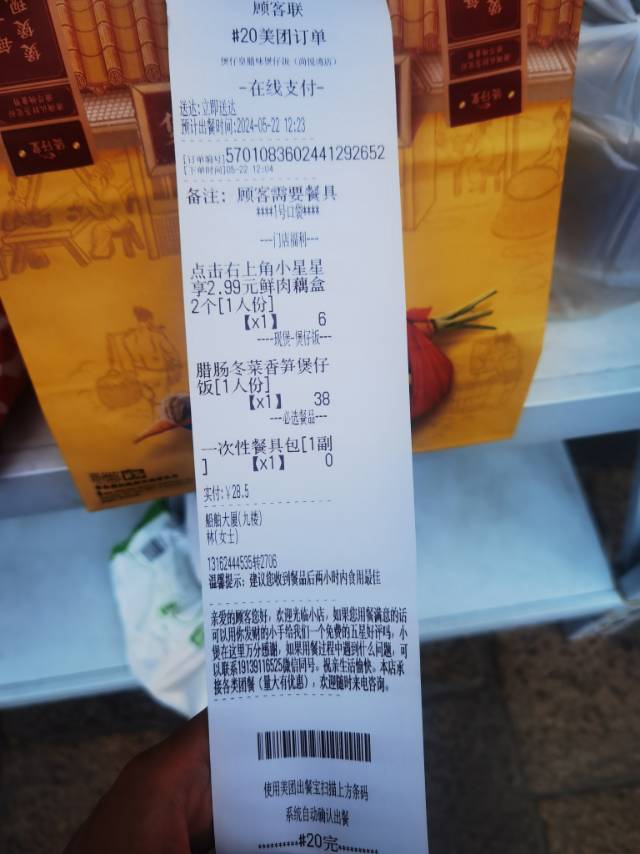 顾客联
#20美团订单
煲仔皇腊味煲仔饭(尚悦湾店)
-在线支付-
送达:立即送达
预计出餐时间:2024-05-22 12:23
[订单编号]5701083602441292652
[下单时间]05-22 12:04
备注: 顾客需要餐具
****1号口袋****
---门店福利---
点击右上角小星星
享2.99元鲜肉藕盒
2个[1人份]
【x1】 6
----现煲-煲仔饭---
腊肠冬菜香笋煲仔
饭[1人份]
【x1】 38
---必选餐品---
一次性餐具包[1副
]
【x1】 0
实付:¥28.5
船舶大厦(九楼)
林(女士)
13162444535转2706
温馨提示: 建议您收到餐品后两小时内食用最佳
亲爱的顾客您好, 欢迎光临小店, 如果您用餐满意的话
可以用你发财的小手给我们一个免费的五星好评吗, 小
煲在这里万分感谢, 如果用餐过程中遇到什么问题, 可
以联系19139116525微信同号。祝亲生活愉快。本店承
接各类团餐(量大有优惠), 欢迎随时来电咨询。
使用美团出餐宝扫描上方条码
系统自动确认出餐
********#20完****